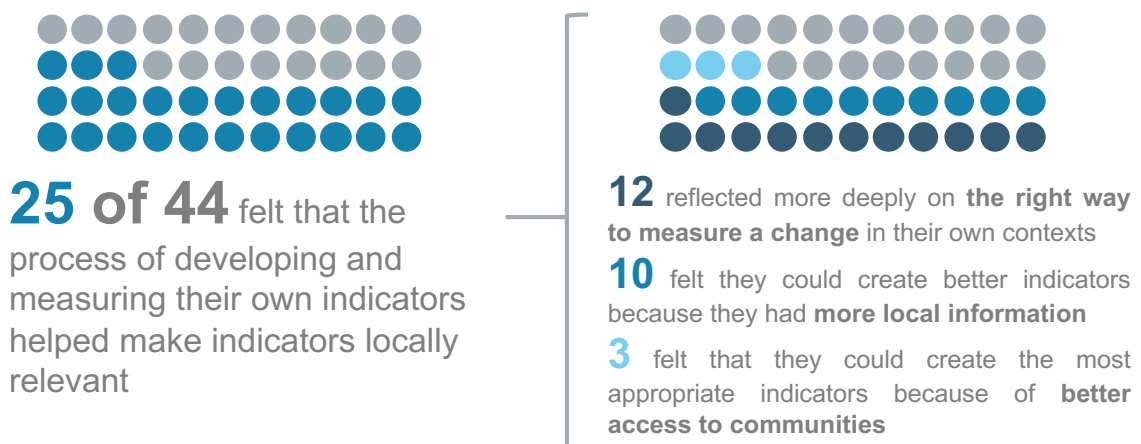 25 of 44 felt that the
process of developing and
measuring their own indicators
helped make indicators locally
relevant
12 reflected more deeply on the right way
to measure a change in their own contexts
10 felt they could create better indicators
because they had more local information
3 felt that they could create the most
appropriate indicators because of better
access to communities